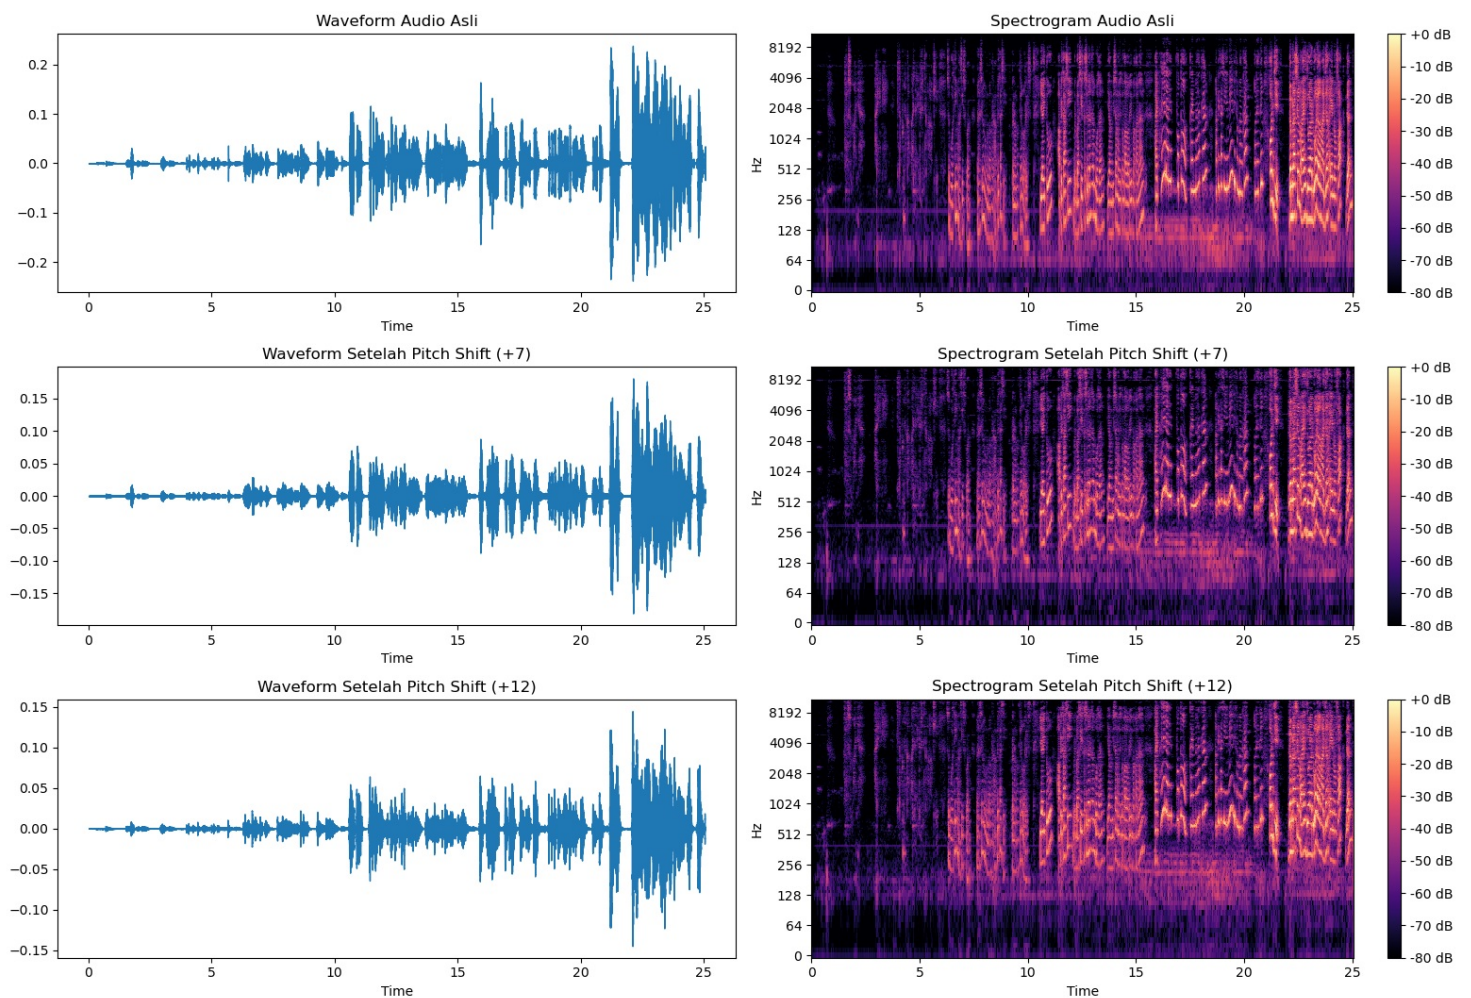 Waveform Audio Asli
0.2
0.1
0.0
−0.1
−0.2
0 5 10 15 20 25
Time
Spectrogram Audio Asli
Hz
8192
4096
2048
1024
512
256
128
64
0
0 5 10 15 20 25
Time
+0 dB
-10 dB
-20 dB
-30 dB
-40 dB
-50 dB
-60 dB
-70 dB
-80 dB
Waveform Setelah Pitch Shift (+7)
0.15
0.10
0.05
0.00
−0.05
−0.10
−0.15
0 5 10 15 20 25
Time
Spectrogram Setelah Pitch Shift (+7)
Hz
8192
4096
2048
1024
512
256
128
64
0
0 5 10 15 20 25
Time
+0 dB
-10 dB
-20 dB
-30 dB
-40 dB
-50 dB
-60 dB
-70 dB
-80 dB
Waveform Setelah Pitch Shift (+12)
0.15
0.10
0.05
0.00
−0.05
−0.10
−0.15
0 5 10 15 20 25
Time
Spectrogram Setelah Pitch Shift (+12)
Hz
8192
4096
2048
1024
512
256
128
64
0
0 5 10 15 20 25
Time
+0 dB
-10 dB
-20 dB
-30 dB
-40 dB
-50 dB
-60 dB
-70 dB
-80 dB